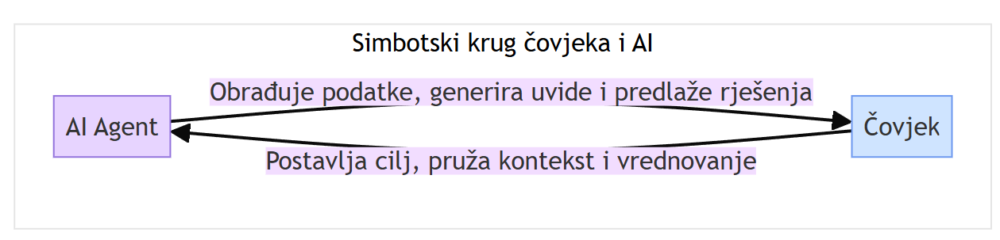 Simbotski krug čovjeka i AI
Obrađuje podatke, generira uvide i predlaže rješenja
AI Agent
Čovjek
Postavlja cilj, pruža kontekst i vrednovanje